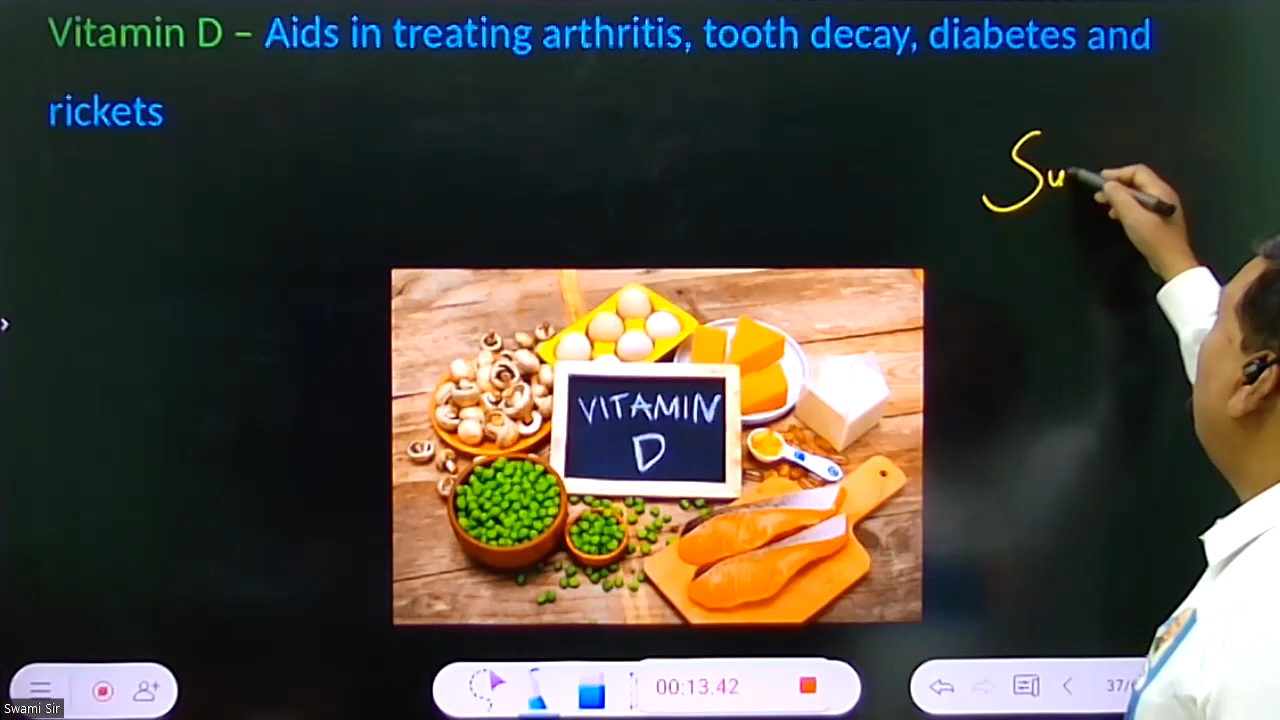 Vitamin D – Aids in treating arthritis, tooth decay, diabetes and
rickets
Su
VITAMIN
D
00:13.42
37/
Swami Sir